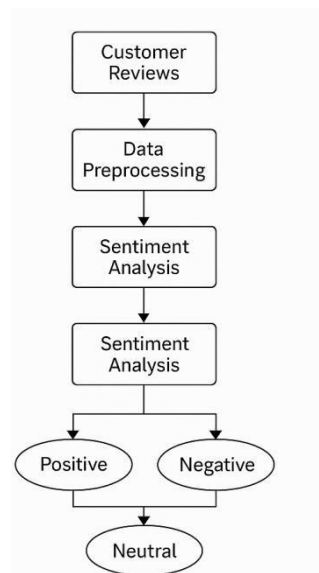 Customer
Reviews
Data
Preprocessing
Sentiment
Analysis
Sentiment
Analysis
Positive
Negative
Neutral